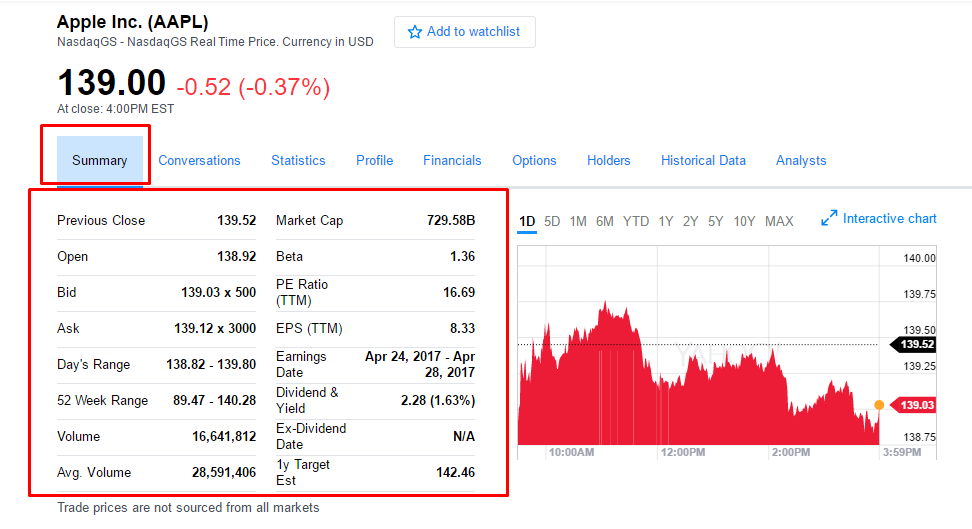 Apple Inc. (AAPL)
NasdaqGS - NasdaqGS Real Time Price. Currency in USD
Add to watchlist
139.00 -0.52 (-0.37%)
At close: 4:00PM EST
Summary Conversations Statistics Profile Financials Options Holders Historical Data Analysts
Previous Close 139.52
Open 138.92
Bid 139.03 x 500
Ask 139.12 x 3000
Day's Range 138.82 - 139.80
52 Week Range 89.47 - 140.28
Volume 16,641,812
Avg. Volume 28,591,406
Market Cap 729.58B
Beta 1.36
PE Ratio
(TTM) 16.69
EPS (TTM) 8.33
Earnings
Date
Apr 24, 2017 - Apr
28, 2017
Dividend &
Yield 2.28 (1.63%)
Ex-Dividend
Date N/A
1y Target
Est 142.46
1D 5D 1M 6M YTD 1Y 2Y 5Y 10Y MAX
Interactive chart
140.00
139.75
139.50
139.52
139.25
139.03
138.75
10:00AM 12:00PM 2:00PM 3:59PM
Trade prices are not sourced from all markets